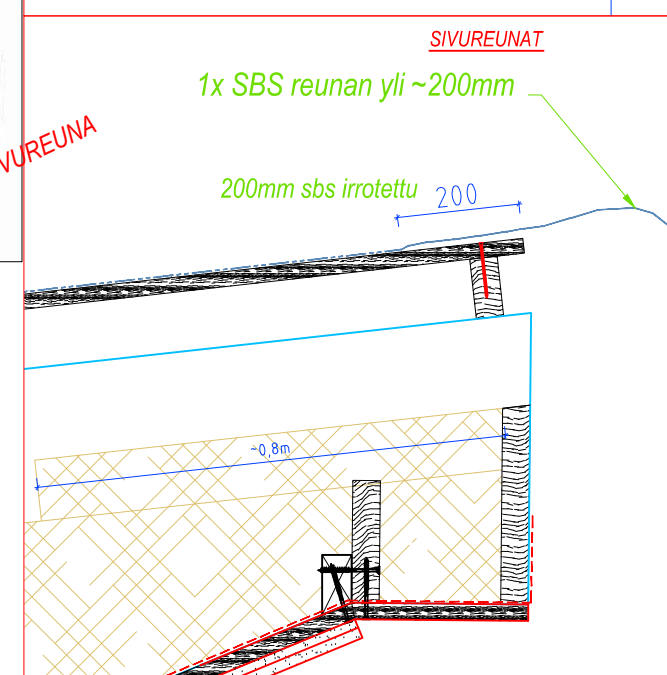 SIVUREUNAT
1x SBS reunan yli ~200mm
VUREUNA
200mm sbs irrotettu
200
~0,8m